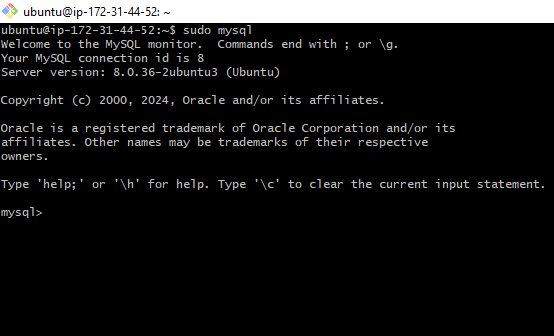 ubuntu@ip-172-31-44-52: ~
ubuntu@ip-172-31-44-52:~$ sudo mysql
Welcome to the MySQL monitor.  Commands end with ; or \g.
Your MySQL connection id is 8
Server version: 8.0.36-2ubuntu3 (Ubuntu)
Copyright (c) 2000, 2024, Oracle and/or its affiliates.
Oracle is a registered trademark of Oracle Corporation and/or its
affiliates. Other names may be trademarks of their respective
owners.
Type 'help;' or '\h' for help. Type '\c' to clear the current input statement.
mysql>